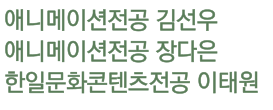 애니메이션전공 김선우
애니메이션전공 장다은
한일문화콘텐츠전공 이태원